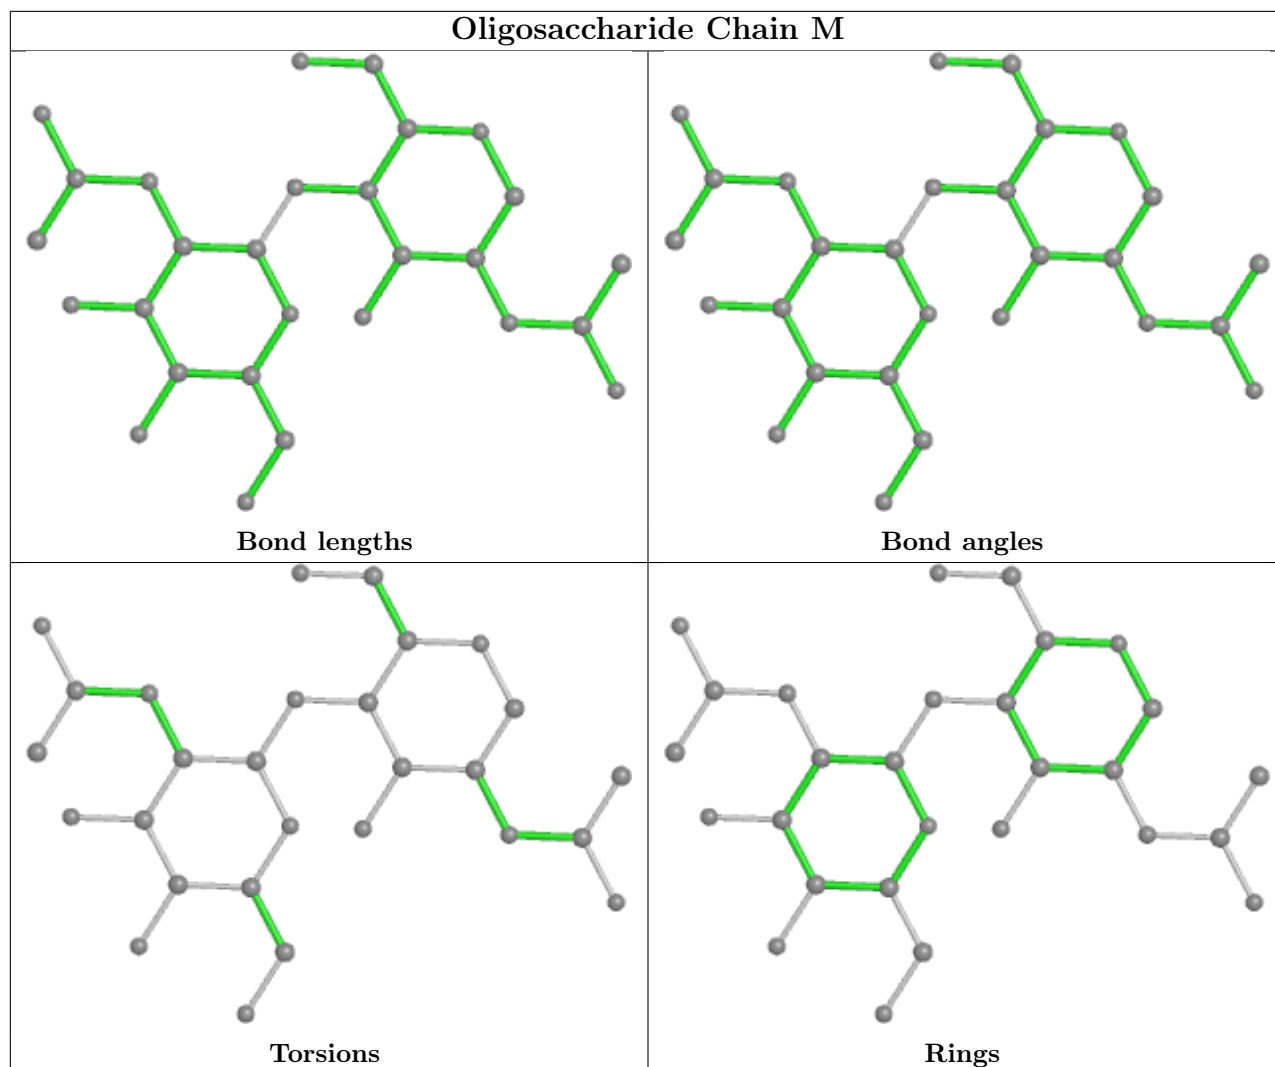 Oligosaccharide Chain M
Bond lengths
Bond angles
Torsions
Rings